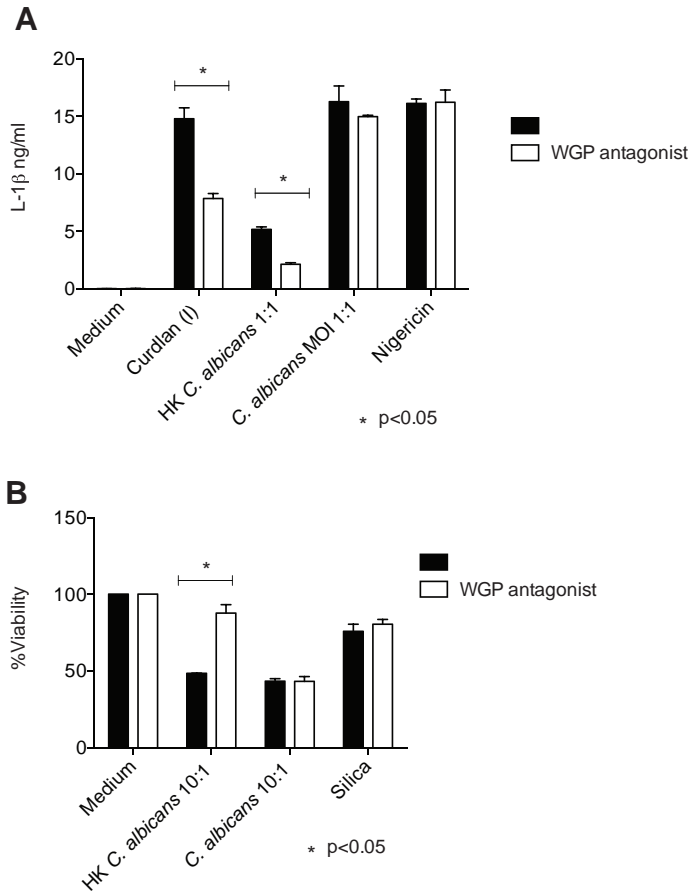 A
20
15
10
5
0
L-1β ng/ml
*
*
WGP antagonist
Medium
Curdlan (I)
HK C. albicans 1:1
C. albicans MOI 1:1
Nigericin
* p<0.05
B
150
100
50
0
%Viability
*
WGP antagonist
Medium
HK C. albicans 10:1
C. albicans 10:1
Silica
* p<0.05